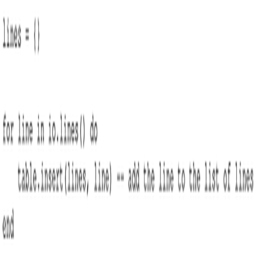 lines = {}
for line in io.lines() do
table.insert(lines, line) -- add the line to the list of lines
end